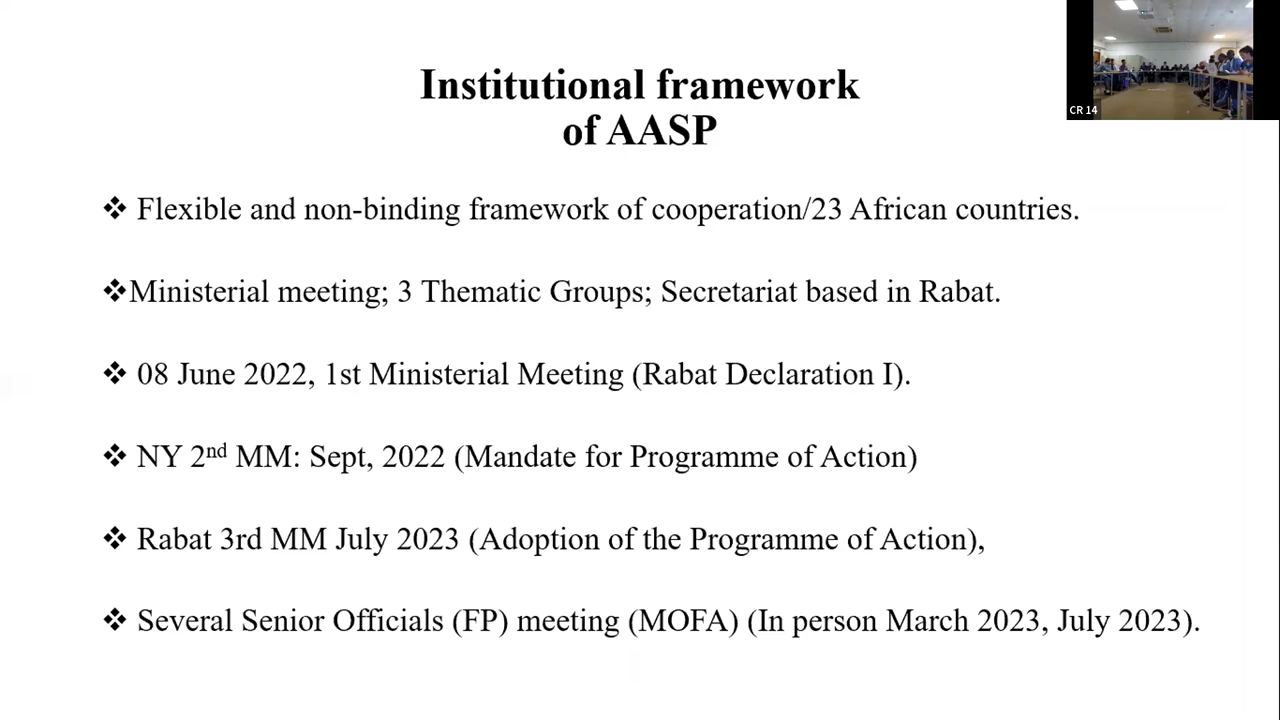 Institutional framework
of AASP
CR 14
❖ Flexible and non-binding framework of cooperation/23 African countries.
❖Ministerial meeting; 3 Thematic Groups; Secretariat based in Rabat.
❖ 08 June 2022, 1st Ministerial Meeting (Rabat Declaration I).
❖ NY 2nd MM: Sept, 2022 (Mandate for Programme of Action)
❖ Rabat 3rd MM July 2023 (Adoption of the Programme of Action),
❖ Several Senior Officials (FP) meeting (MOFA) (In person March 2023, July 2023).